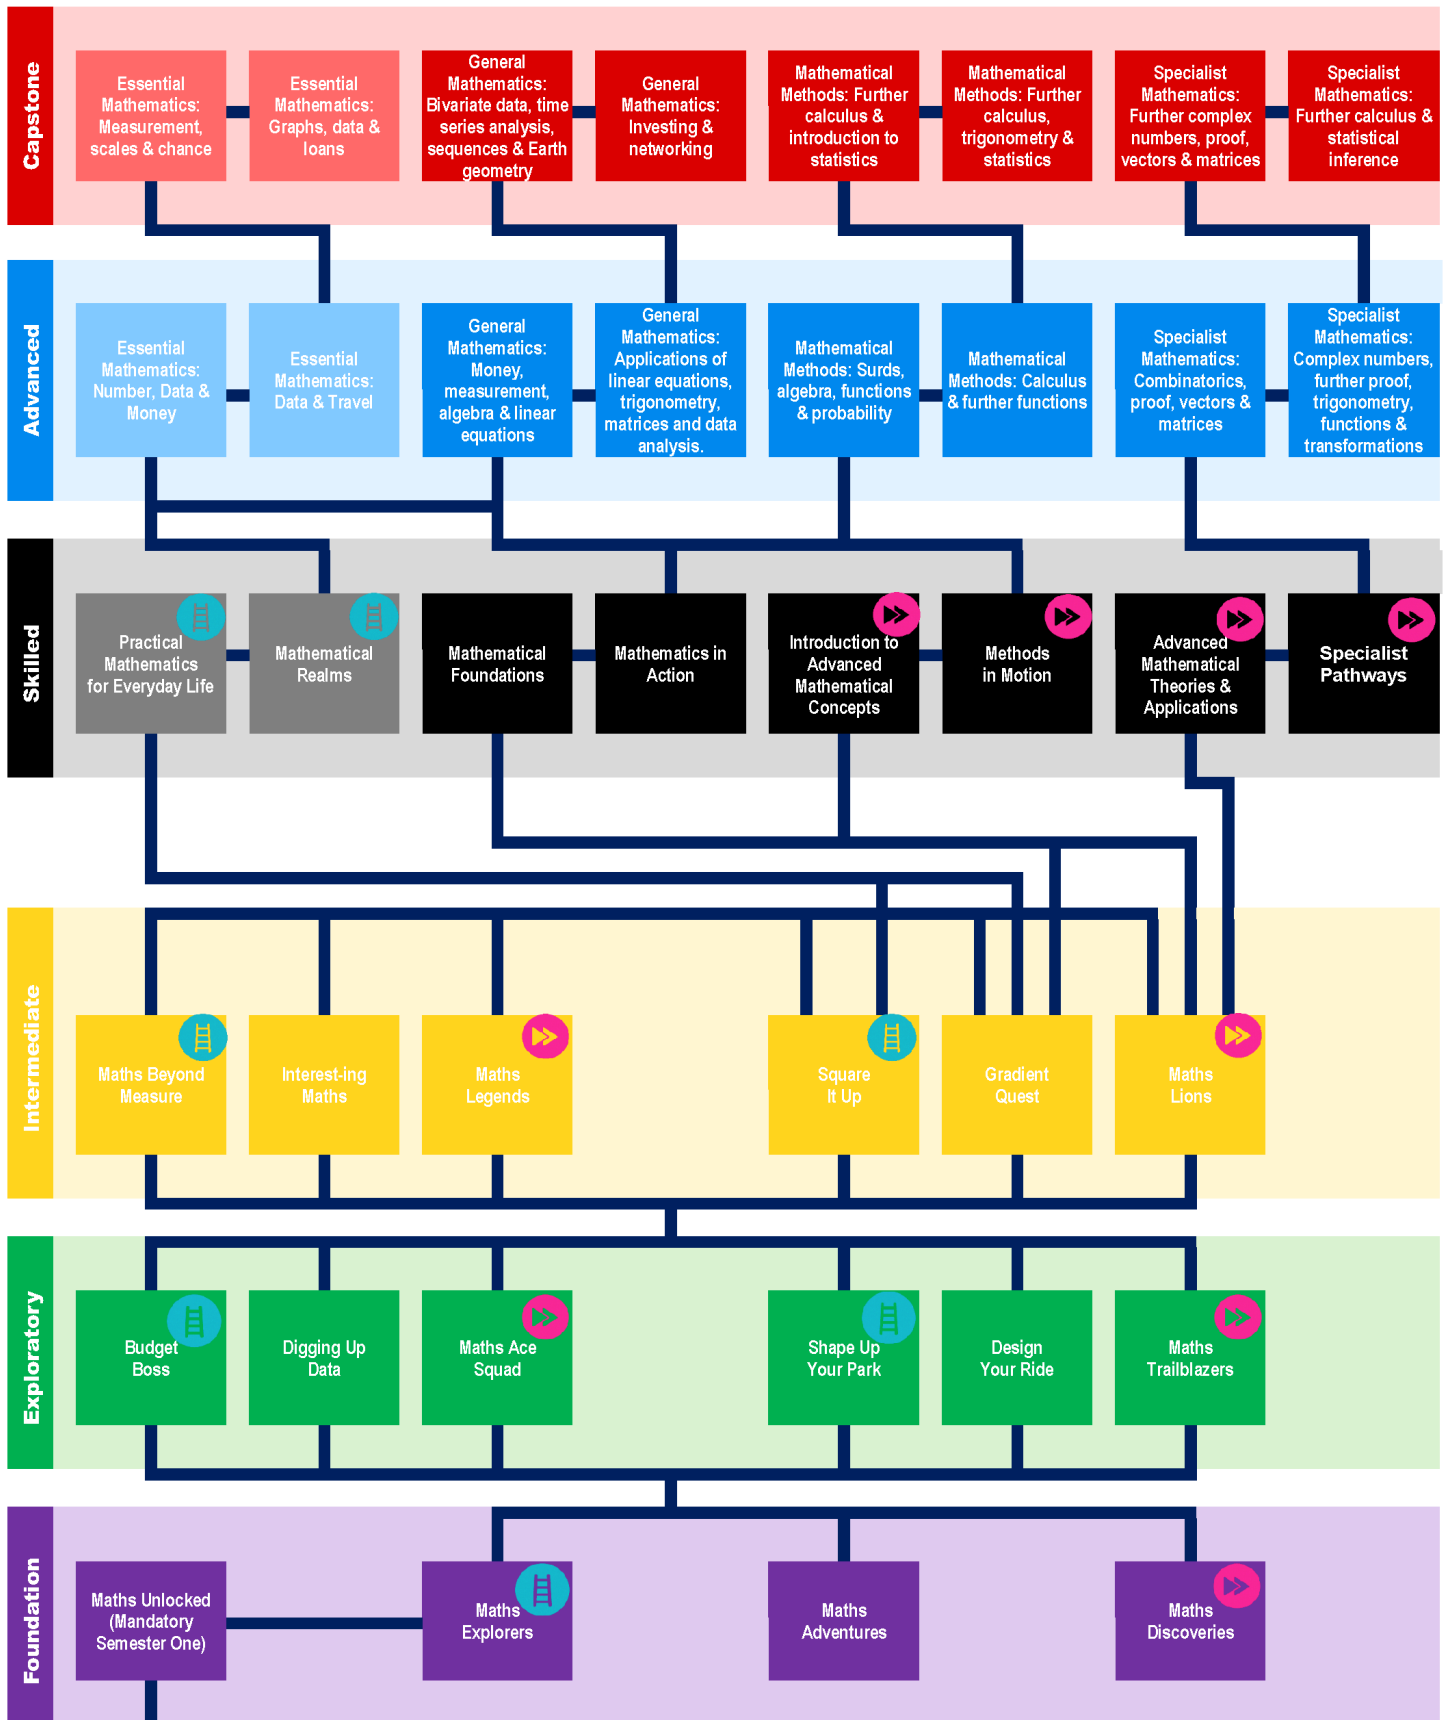 Capstone
Essential
Mathematics:
Measurement,
scales & chance
Essential
Mathematics:
Graphs, data &
loans
General
Mathematics:
Bivariate data, time
series analysis,
sequences & Earth
geometry
General
Mathematics:
Investing &
networking
Mathematical
Methods: Further
calculus &
introduction to
statistics
Mathematical
Methods: Further
calculus,
trigonometry &
statistics
Specialist
Mathematics:
Further complex
numbers, proof,
vectors & matrices
Specialist
Mathematics:
Further calculus &
statistical
inference
Advanced
Essential
Mathematics:
Number, Data &
Money
Essential
Mathematics:
Data & Travel
General
Mathematics:
Money,
measurement,
algebra & linear
equations
General
Mathematics:
Applications of
linear equations,
trigonometry,
matrices and data
analysis.
Mathematical
Methods: Surds,
algebra, functions
& probability
Mathematical
Methods: Calculus
& further functions
Specialist
Mathematics:
Combinatorics,
proof, vectors &
matrices
Specialist
Mathematics:
Complex numbers,
further proof,
trigonometry,
functions &
transformations
Skilled
Practical
Mathematics
for Everyday Life
Mathematical
Realms
Mathematical
Foundations
Mathematics in
Action
Introduction to
Advanced
Mathematical
Concepts
Methods
in Motion
Advanced
Mathematical
Theories &
Applications
Specialist
Pathways
Intermediate
Maths Beyond
Measure
Interest-ing
Maths
Maths
Legends
Square
It Up
Gradient
Quest
Maths
Lions
Exploratory
Budget
Boss
Digging Up
Data
Maths Ace
Squad
Shape Up
Your Park
Design
Your Ride
Maths
Trailblazers
Foundation
Maths Unlocked
(Mandatory
Semester One)
Maths
Explorers
Maths
Adventures
Maths
Discoveries